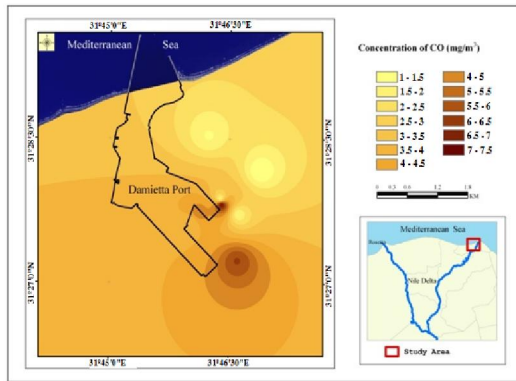 31°45'0"E
31°46'30"E
Mediterranean Sea
31°28'30"N
31°28'30"N
Damietta Port
31°27'0"N
31°27'0"N
31°45'0"E
31°46'30"E
Concentration of CO (mg/m³)
1 - 1.5
1.5 - 2
2 - 2.5
2.5 - 3
3 - 3.5
3.5 - 4
4 - 4.5
4 - 5
5 - 5.5
5.5 - 6
6 - 6.5
6.5 - 7
7 - 7.5
0 0.3 0.6 1.2 1.8
KM
Mediterranean Sea
Rosetta
Nile Delta
Study Area